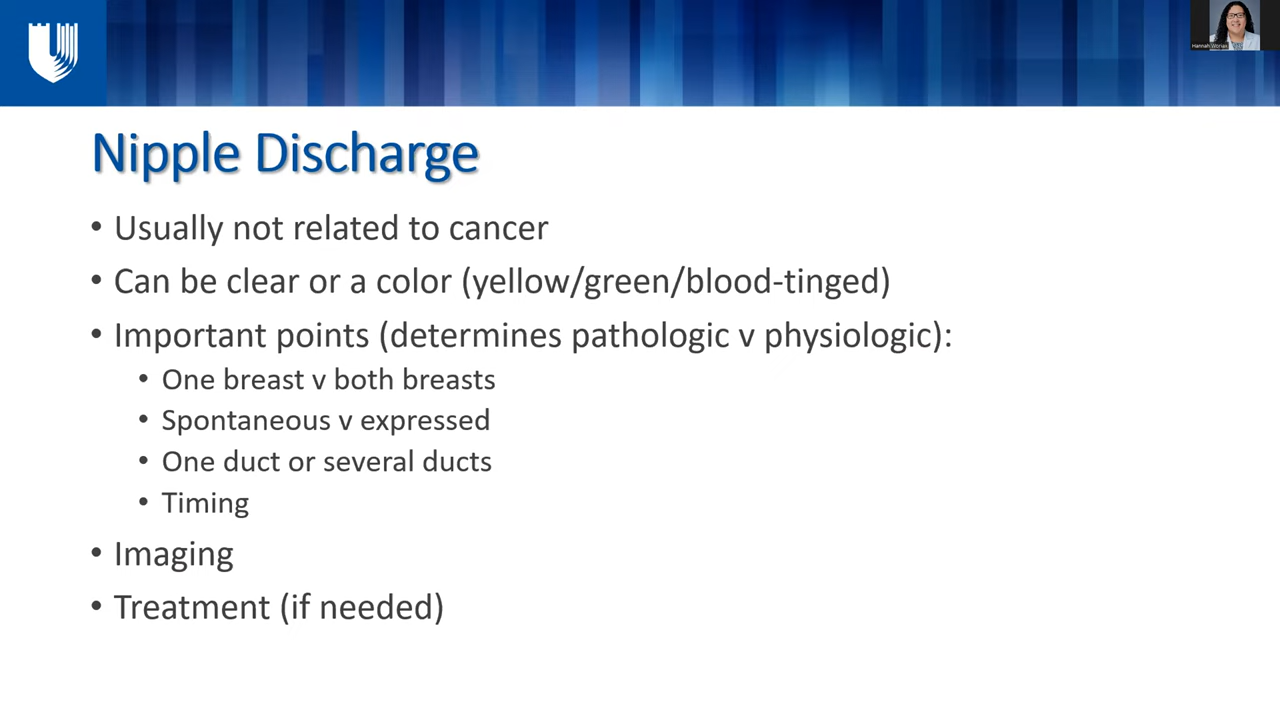 Hannah
Nipple Discharge
• Usually not related to cancer
• Can be clear or a color (yellow/green/blood-tinged)
• Important points (determines pathologic v physiologic):
• One breast v both breasts
• Spontaneous v expressed
• One duct or several ducts
• Timing
• Imaging
• Treatment (if needed)